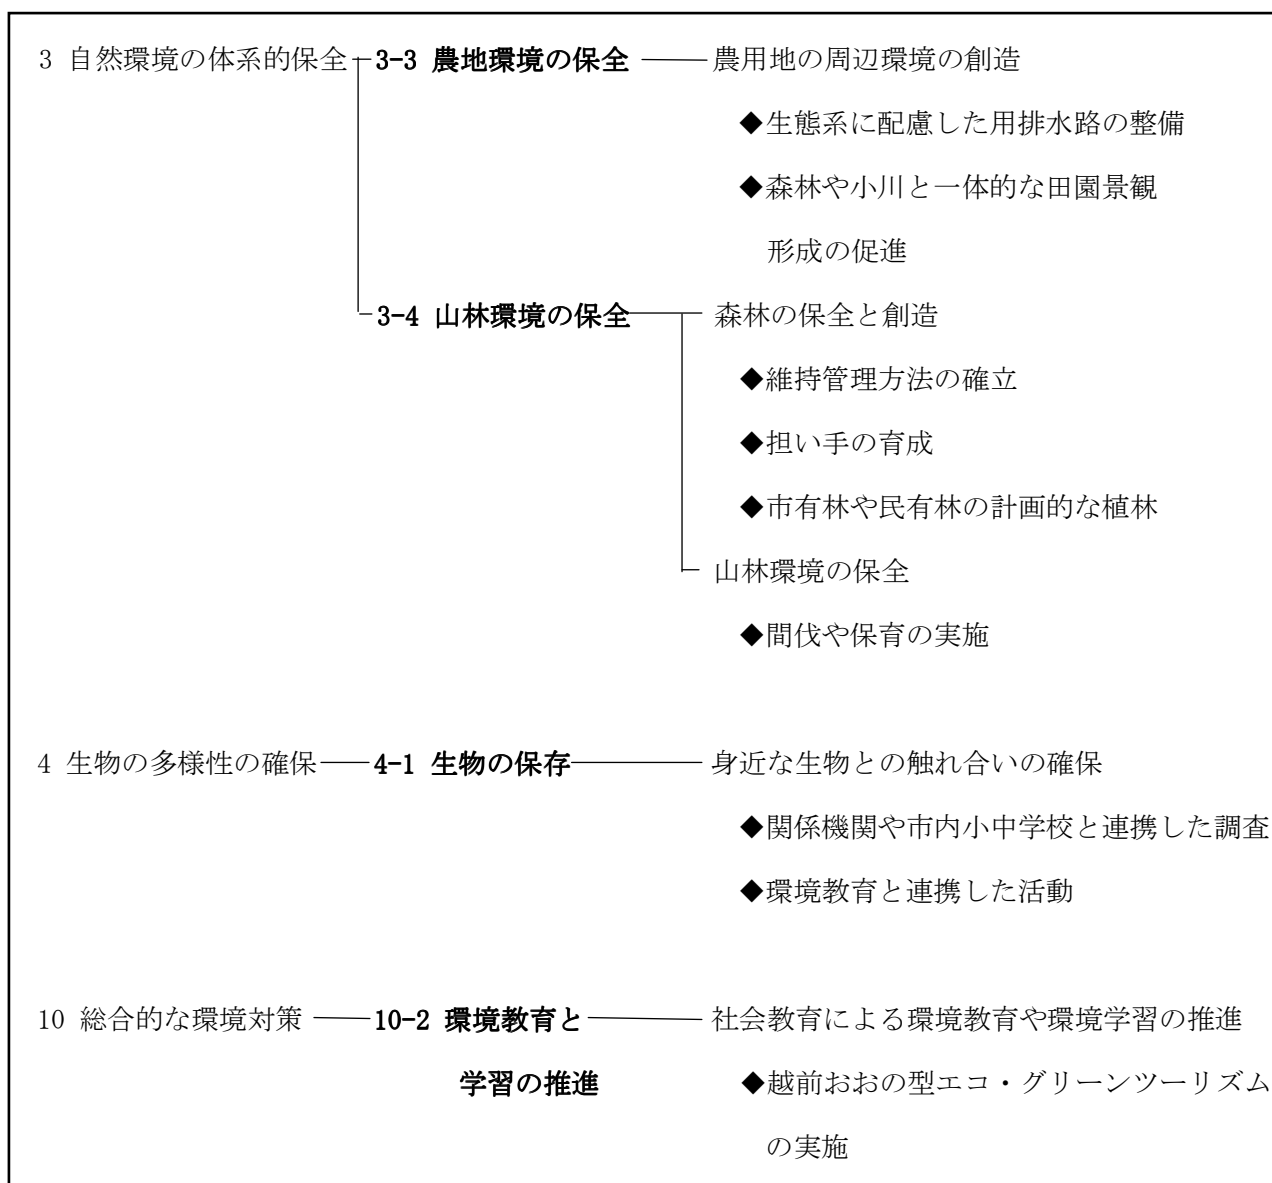 3 自然環境の体系的保全 3-3 農地環境の保全 農用地の周辺環境の創造
◆生態系に配慮した用排水路の整備
◆森林や小川と一体的な田園景観
形成の促進
3-4 山林環境の保全 森林の保全と創造
◆維持管理方法の確立
◆担い手の育成
◆市有林や民有林の計画的な植林
山林環境の保全
◆間伐や保育の実施
4 生物の多様性の確保 4-1 生物の保存 身近な生物との触れ合いの確保
◆関係機関や市内小中学校と連携した調査
◆環境教育と連携した活動
10 総合的な環境対策 10-2 環境教育と 社会教育による環境教育や環境学習の推進
学習の推進 ◆越前おおの型エコ・グリーンツーリズム
の実施